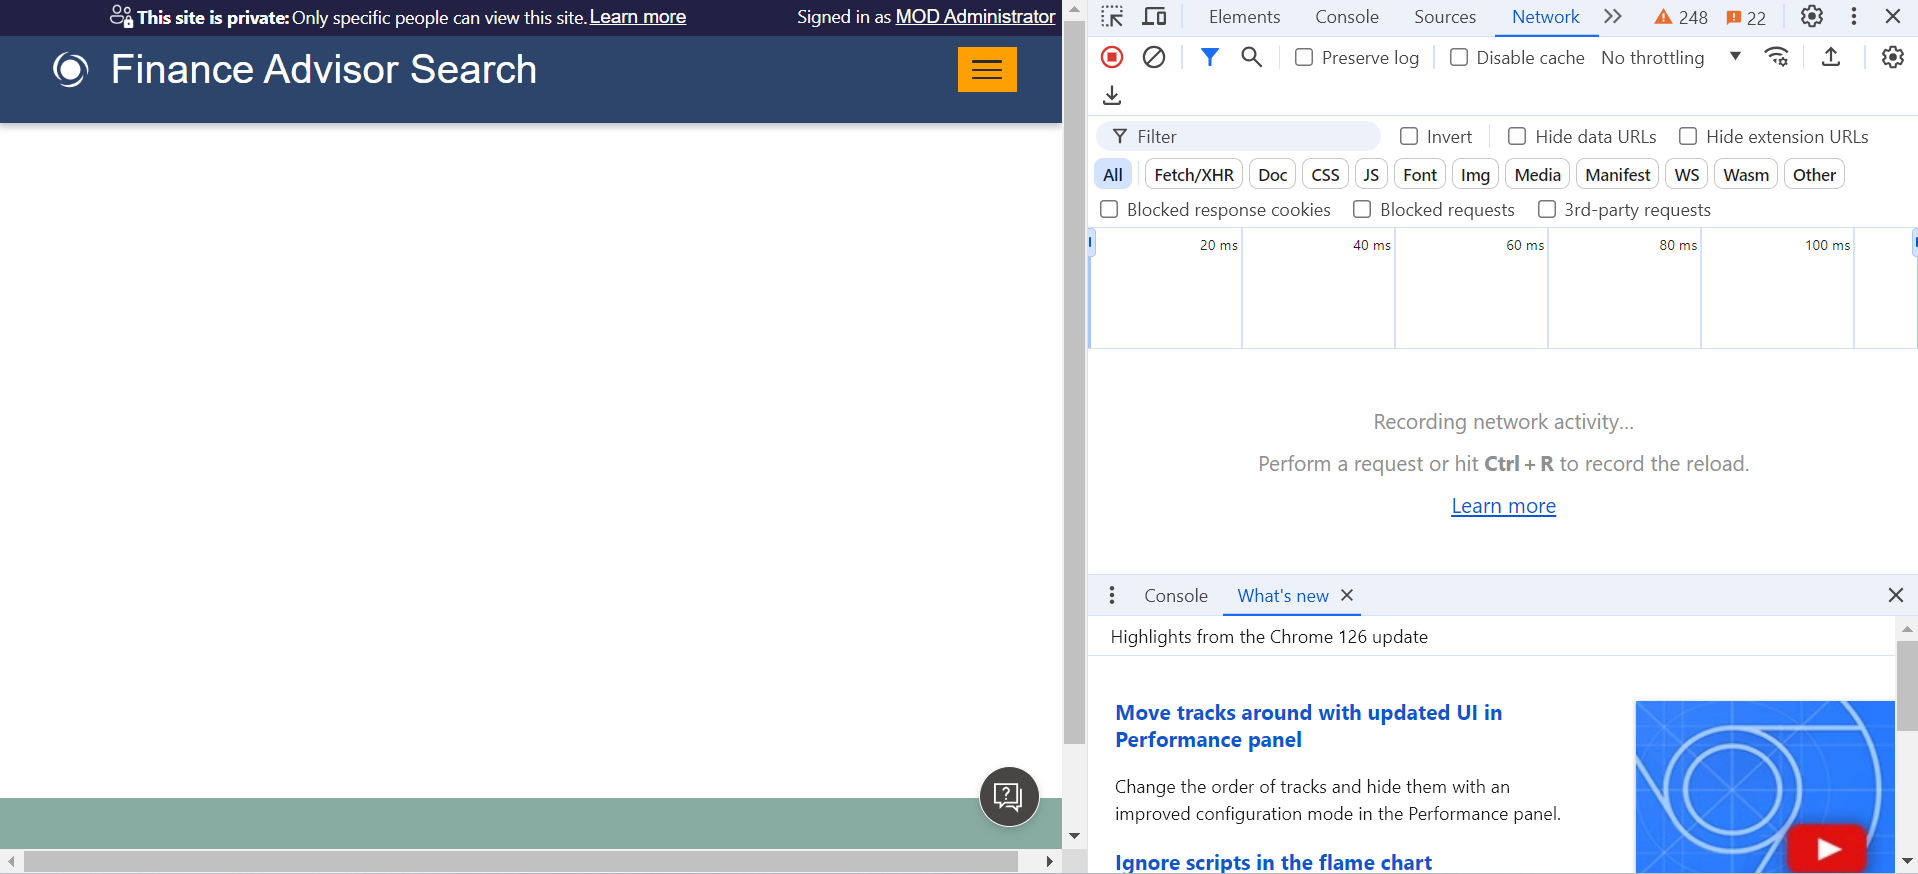 This site is private: Only specific people can view this site. Learn more
Signed in as MOD Administrator
Finance Advisor Search
Elements
Console
Sources
Network
248
22
Preserve log
Disable cache
No throttling
Filter
Invert
Hide data URLs
Hide extension URLs
All
Fetch/XHR
Doc
CSS
JS
Font
Img
Media
Manifest
WS
Wasm
Other
Blocked response cookies
Blocked requests
3rd-party requests
20 ms
40 ms
60 ms
80 ms
100 ms
Recording network activity…
Perform a request or hit Ctrl + R to record the reload.
Learn more
Console
What's new
Highlights from the Chrome 126 update
Move tracks around with updated UI in
Performance panel
Change the order of tracks and hide them with an
improved configuration mode in the Performance panel.
Ignore scripts in the flame chart